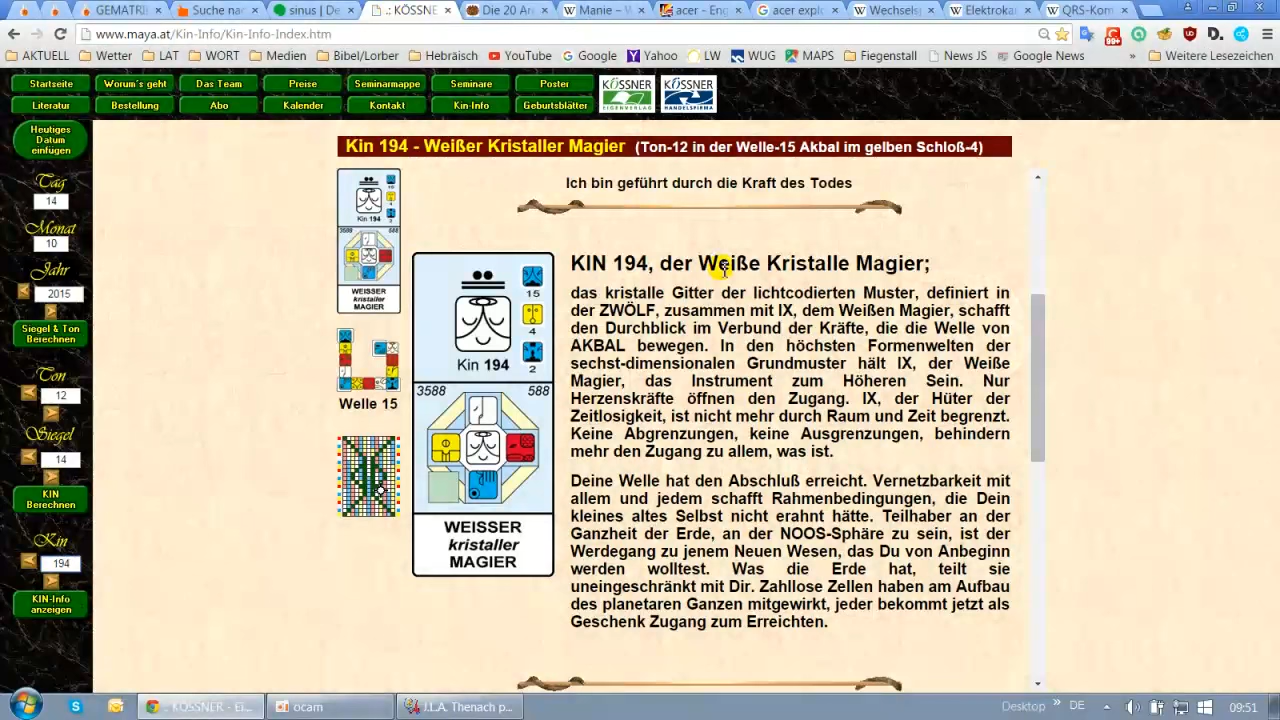 GEMATRIE
Suche nac
sinus | De
.: KÖSSNE
Die 20 Ar
Manie – W
acer - Eng
acer explo
Wechselsp
Elektroka
QRS-Kom
www.maya.at/Kin-Info/Kin-Info-Index.htm
AKTUELL Wetter LAT WORT Medien Bibel/Lorber Hebräisch YouTube Google Yahoo LW WUG MAPS Fiegenstall News JS Google News » Weitere Lesezeichen
Startseite Worum's geht Das Team Preise Seminarmappe Seminare Poster
Literatur Bestellung Abo Kalender Kontakt Kin-Info Geburtsblätter
KÖSSNER EIGENVERLAG
KÖSSNER HANDELSFIRMA
Heutiges
Datum
einfügen
Tag
14
Monat
10
Jahr
2015
Siegel & Ton
Berechnen
Ton
12
Siegel
14
KIN
Berechnen
Kin
194
KIN-Info
anzeigen
Kin 194 - Weißer Kristaller Magier (Ton-12 in der Welle-15 Akbal im gelben Schloß-4)
Kin 194
3588 588
WEISSER
kristaller
MAGIER
Welle 15
Ich bin geführt durch die Kraft des Todes
15
4
2
Kin 194
3588 588
WEISSER
kristaller
MAGIER
KIN 194, der Weiße Kristalle Magier;
das kristalle Gitter der lichtcodierten Muster, definiert in
der ZWÖLF, zusammen mit IX, dem Weißen Magier, schafft
den Durchblick im Verbund der Kräfte, die die Welle von
AKBAL bewegen. In den höchsten Formenwelten der
sechst-dimensionalen Grundmuster hält IX, der Weiße
Magier, das Instrument zum Höheren Sein. Nur
Herzenskräfte öffnen den Zugang. IX, der Hüter der
Zeitlosigkeit, ist nicht mehr durch Raum und Zeit begrenzt.
Keine Abgrenzungen, keine Ausgrenzungen, behindern
mehr den Zugang zu allem, was ist.
Deine Welle hat den Abschluß erreicht. Vernetzbarkeit mit
allem und jedem schafft Rahmenbedingungen, die Dein
kleines altes Selbst nicht erahnt hätte. Teilhaber an der
Ganzheit der Erde, an der NOOS-Sphäre zu sein, ist der
Werdegang zu jenem Neuen Wesen, das Du von Anbeginn
werden wolltest. Was die Erde hat, teilt sie
uneingeschränkt mit Dir. Zahllose Zellen haben am Aufbau
des planetaren Ganzen mitgewirkt, jeder bekommt jetzt als
Geschenk Zugang zum Erreichten.
KÖSSNER - Ei... ocam J.L.A. Thenach p... Desktop » DE 09:51